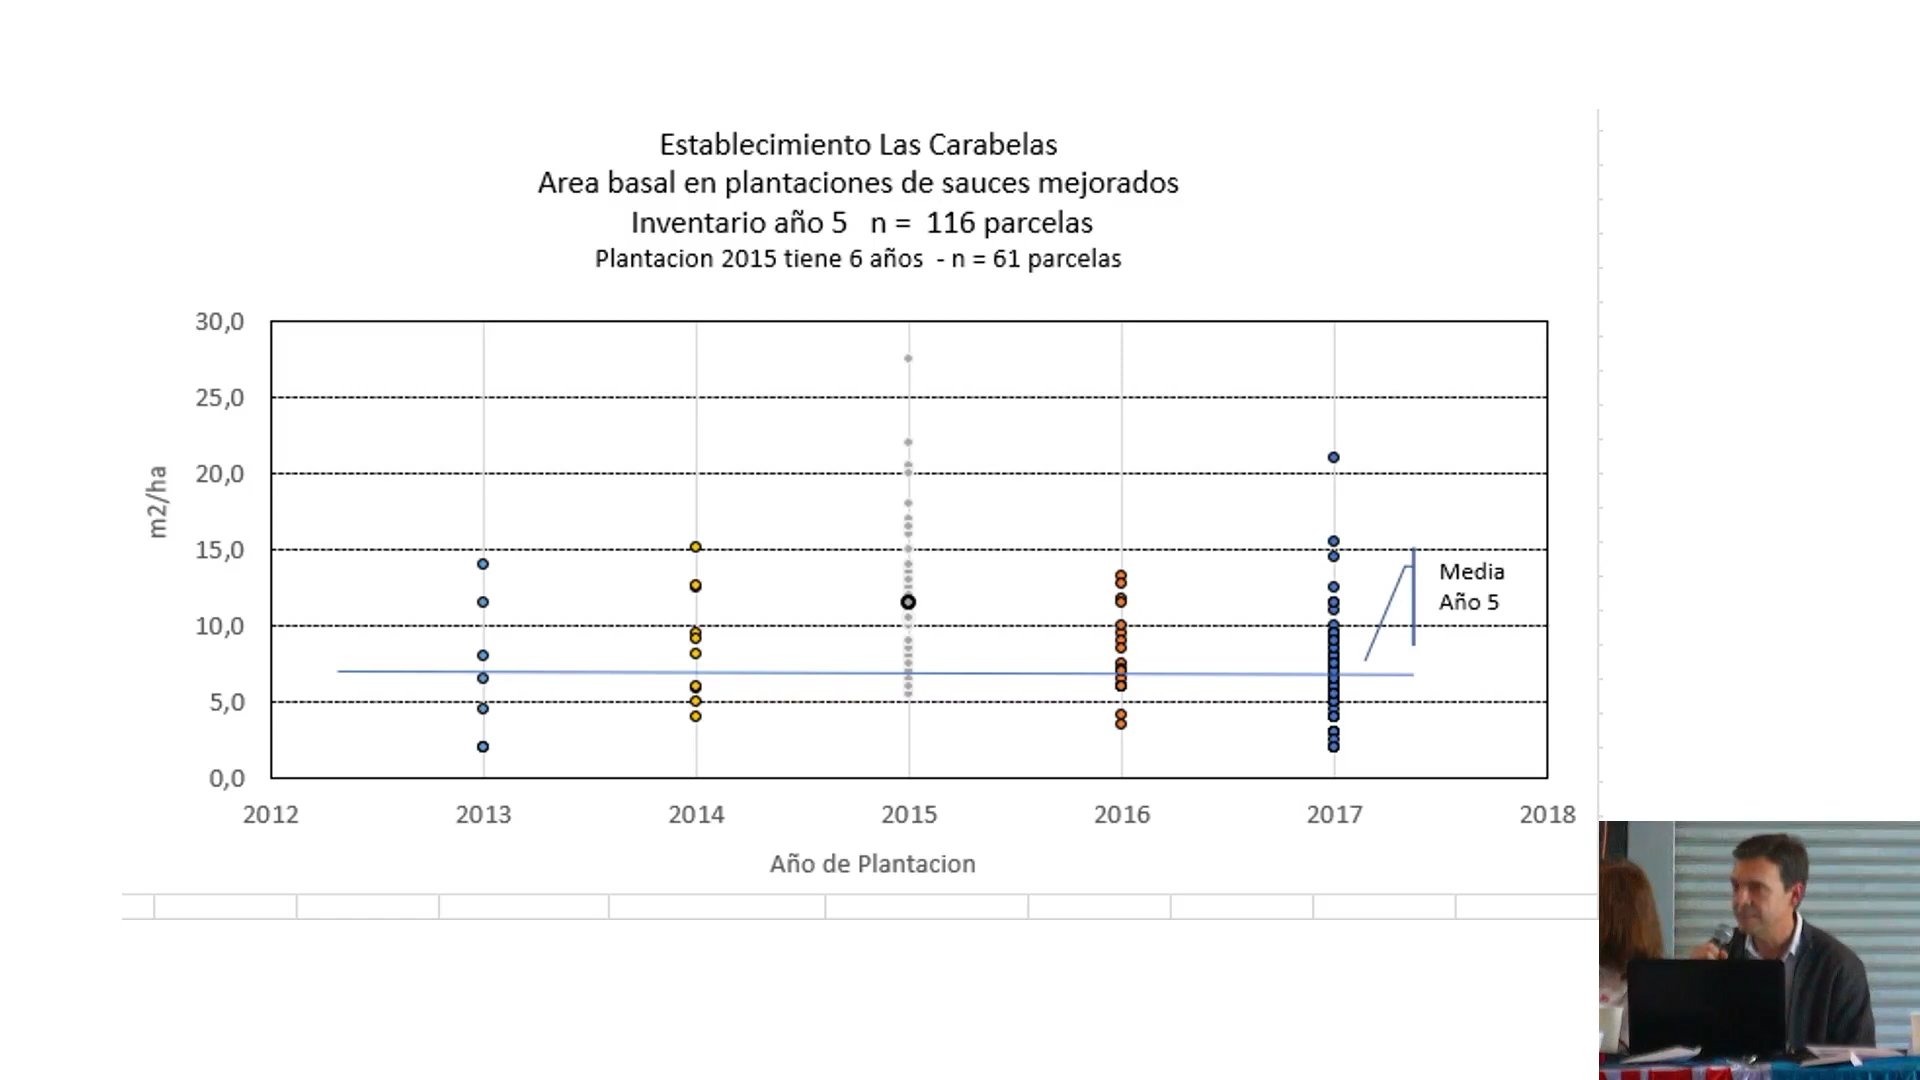 Establecimiento Las Carabelas
Area basal en plantaciones de sauces mejorados
Inventario año 5 n = 116 parcelas
Plantacion 2015 tiene 6 años - n = 61 parcelas
30,0
25,0
20,0
15,0
10,0
5,0
0,0
m2/ha
Media
Año 5
2012 2013 2014 2015 2016 2017 2018
Año de Plantacion